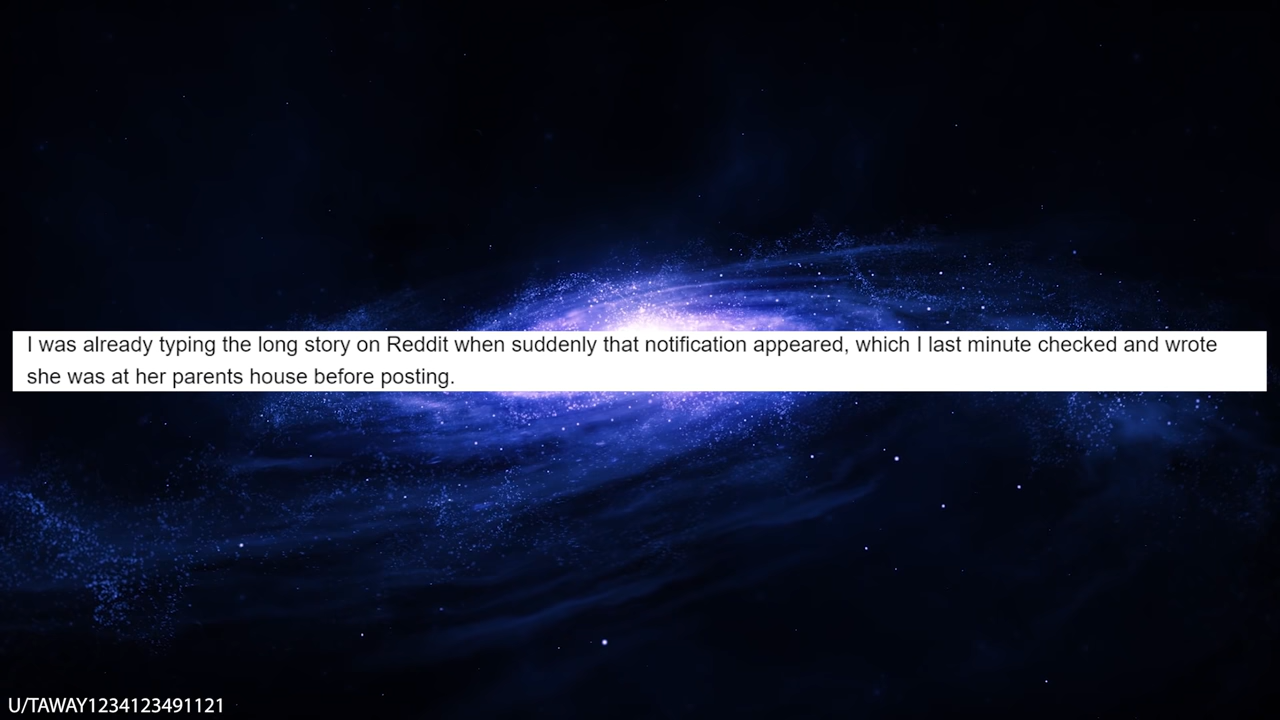 I was already typing the long story on Reddit when suddenly that notification appeared, which I last minute checked and wrote
she was at her parents house before posting.
U/TAWAY1234123491121